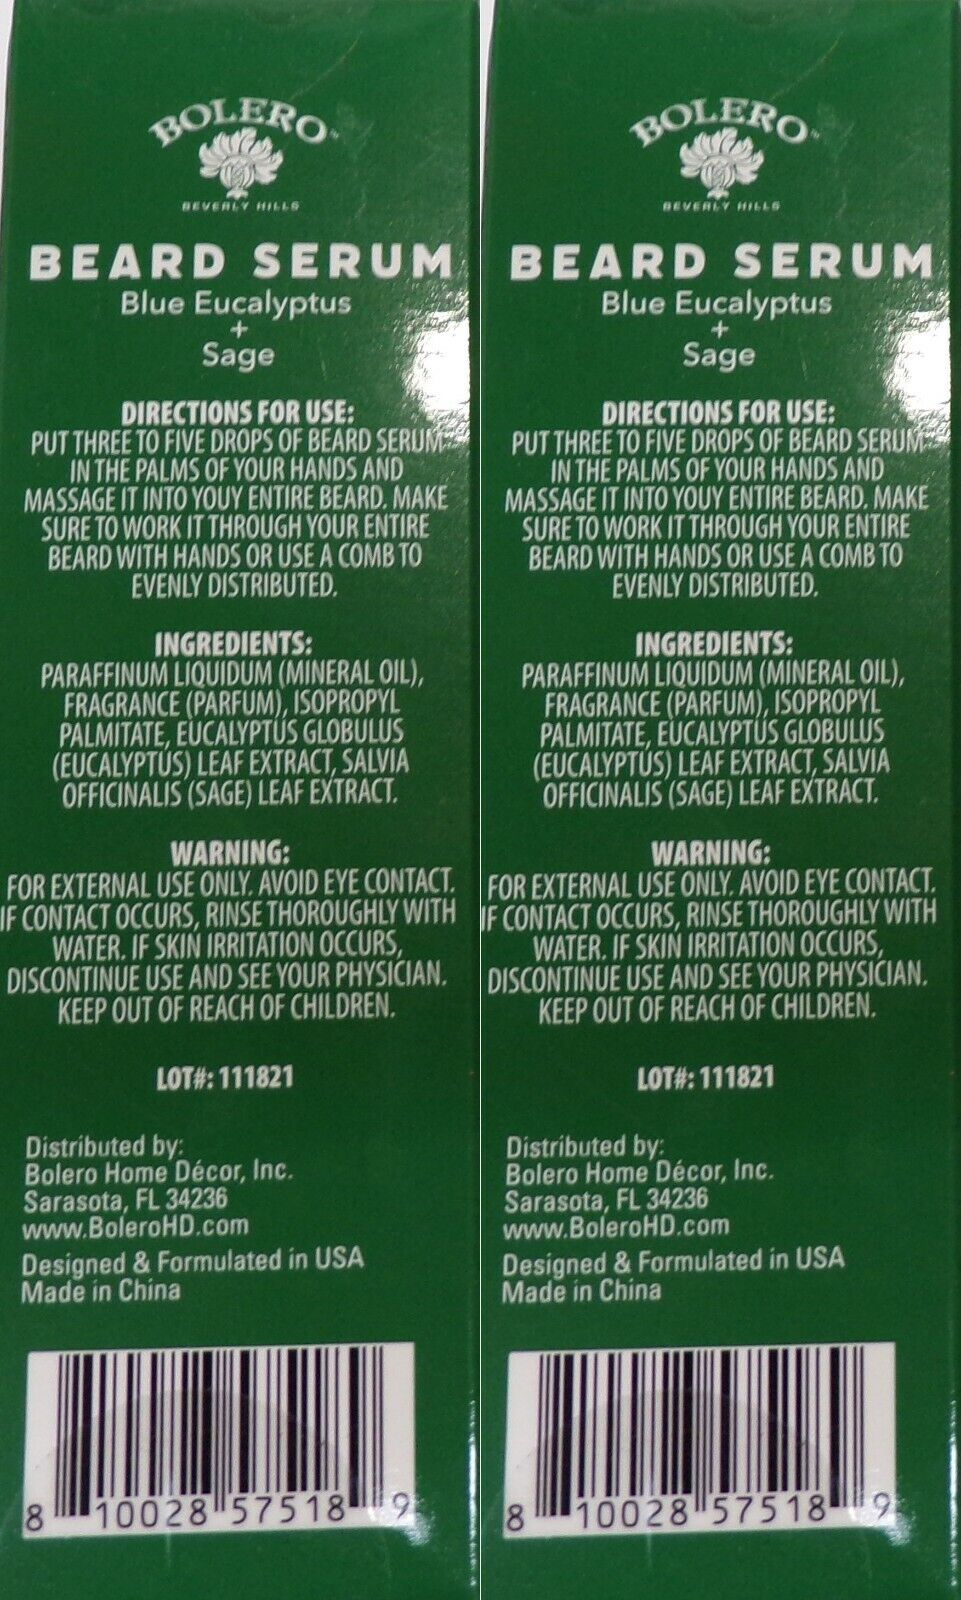 BOLERO™
BEVERLY HILLS
BEARD SERUM
Blue Eucalyptus
+
Sage
DIRECTIONS FOR USE:
PUT THREE TO FIVE DROPS OF BEARD SERUM
IN THE PALMS OF YOUR HANDS AND
MASSAGE IT INTO YOUY ENTIRE BEARD. MAKE
SURE TO WORK IT THROUGH YOUR ENTIRE
BEARD WITH HANDS OR USE A COMB TO
EVENLY DISTRIBUTED.
INGREDIENTS:
PARAFFINUM LIQUIDUM (MINERAL OIL),
FRAGRANCE (PARFUM), ISOPROPYL
PALMITATE, EUCALYPTUS GLOBULUS
(EUCALYPTUS) LEAF EXTRACT, SALVIA
OFFICINALIS (SAGE) LEAF EXTRACT.
WARNING:
FOR EXTERNAL USE ONLY. AVOID EYE CONTACT.
IF CONTACT OCCURS, RINSE THOROUGHLY WITH
WATER. IF SKIN IRRITATION OCCURS,
DISCONTINUE USE AND SEE YOUR PHYSICIAN.
KEEP OUT OF REACH OF CHILDREN.
LOT#: 111821
Distributed by:
Bolero Home Décor, Inc.
Sarasota, FL 34236
www.BoleroHD.com
Designed & Formulated in USA
Made in China
8 10028 57518 9
BOLERO™
BEVERLY HILLS
BEARD SERUM
Blue Eucalyptus
+
Sage
DIRECTIONS FOR USE:
PUT THREE TO FIVE DROPS OF BEARD SERUM
IN THE PALMS OF YOUR HANDS AND
MASSAGE IT INTO YOUY ENTIRE BEARD. MAKE
SURE TO WORK IT THROUGH YOUR ENTIRE
BEARD WITH HANDS OR USE A COMB TO
EVENLY DISTRIBUTED.
INGREDIENTS:
PARAFFINUM LIQUIDUM (MINERAL OIL),
FRAGRANCE (PARFUM), ISOPROPYL
PALMITATE, EUCALYPTUS GLOBULUS
(EUCALYPTUS) LEAF EXTRACT, SALVIA
OFFICINALIS (SAGE) LEAF EXTRACT.
WARNING:
FOR EXTERNAL USE ONLY. AVOID EYE CONTACT.
IF CONTACT OCCURS, RINSE THOROUGHLY WITH
WATER. IF SKIN IRRITATION OCCURS,
DISCONTINUE USE AND SEE YOUR PHYSICIAN.
KEEP OUT OF REACH OF CHILDREN.
LOT#: 111821
Distributed by:
Bolero Home Décor, Inc.
Sarasota, FL 34236
www.BoleroHD.com
Designed & Formulated in USA
Made in China
8 10028 57518 9